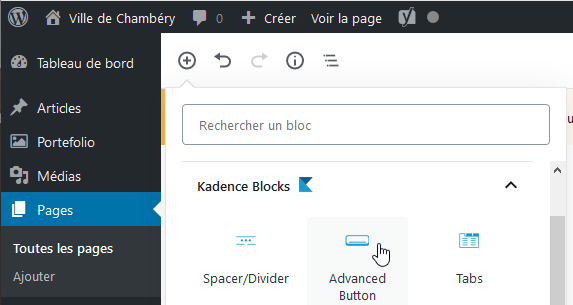 Ville de Chambéry 0 + Créer Voir la page
Tableau de bord
Articles
Portefolio
Médias
Pages
Toutes les pages
Ajouter
Rechercher un bloc
Kadence Blocks
Spacer/Divider
Advanced
Button
Tabs